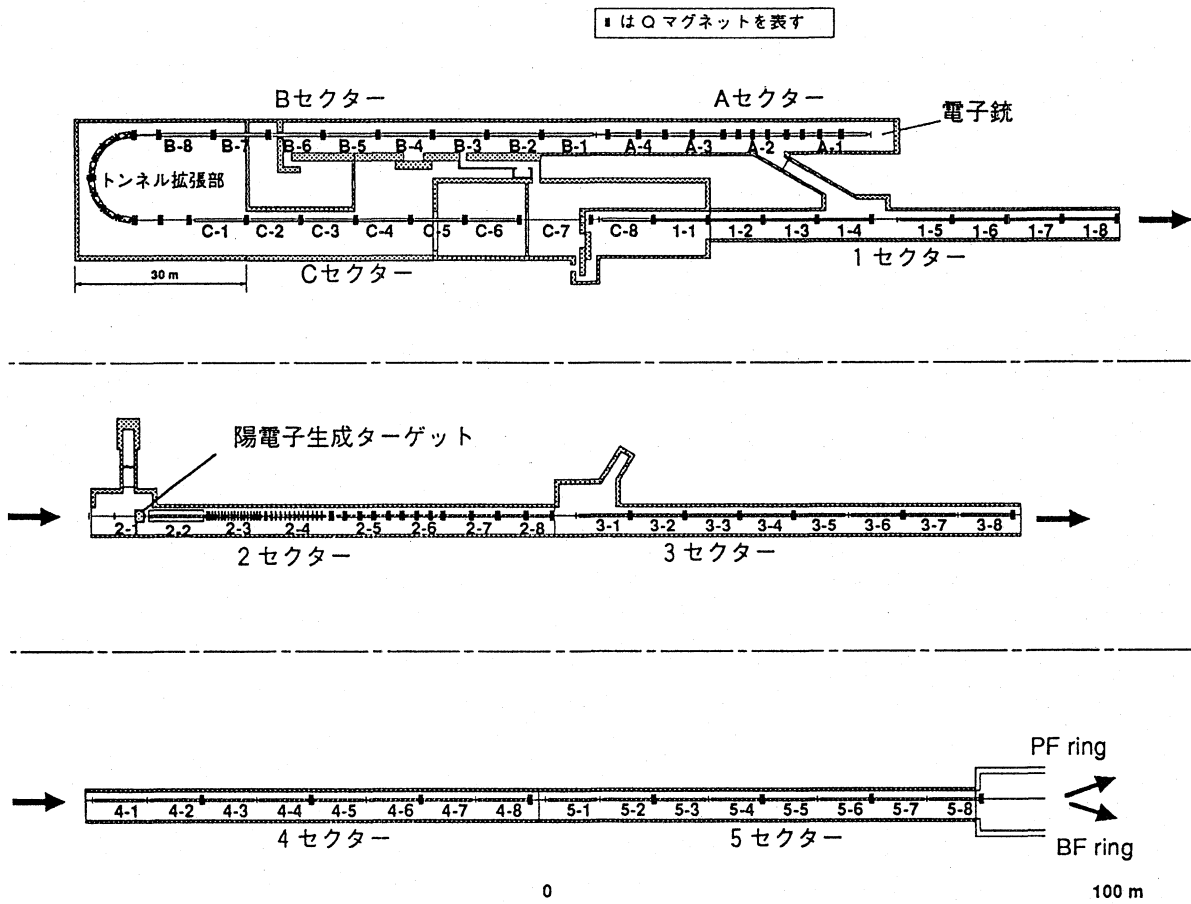 ▮ は Q マグネットを表す
Bセクター
Aセクター
電子銃
B-8 B-7 B-6 B-5 B-4 B-3 B-2 B-1 A-4 A-3 A-2 A-1
トンネル拡張部
C-1 C-2 C-3 C-4 C-5 C-6 C-7 C-8 1-1 1-2 1-3 1-4 1-5 1-6 1-7 1-8
30 m
Cセクター
1 セクター
陽電子生成ターゲット
2-1 2-2 2-3 2-4 2-5 2-6 2-7 2-8 3-1 3-2 3-3 3-4 3-5 3-6 3-7 3-8
2 セクター
3 セクター
PF ring
4-1 4-2 4-3 4-4 4-5 4-6 4-7 4-8 5-1 5-2 5-3 5-4 5-5 5-6 5-7 5-8
4 セクター
5 セクター
BF ring
0
100 m